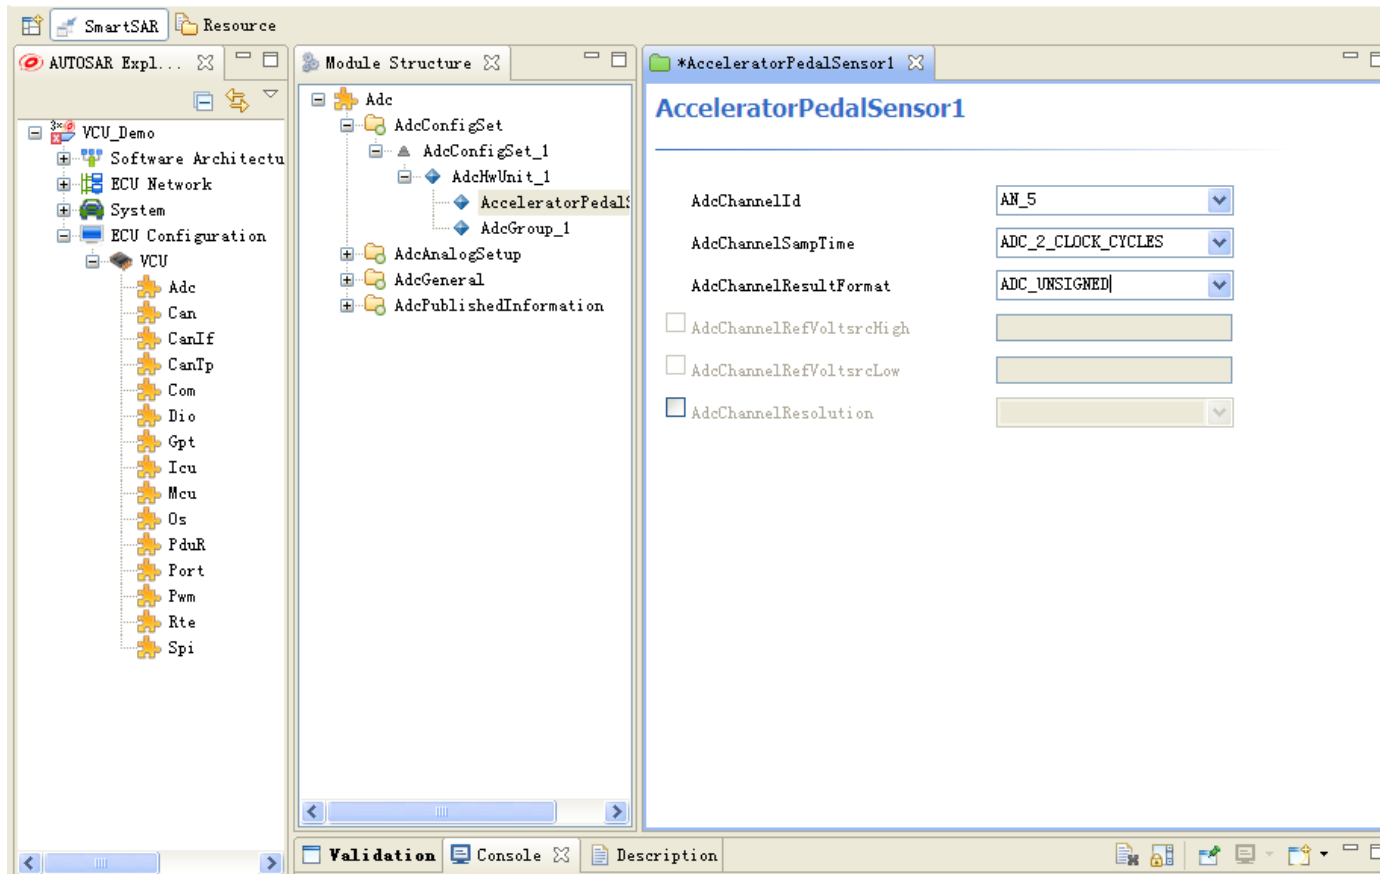 SmartSAR Resource
AUTOSAR Expl...
VCU_Demo
Software Architectu
ECU Network
System
ECU Configuration
VCU
Adc
Can
CanIf
CanTp
Com
Dio
Gpt
Icu
Mcu
Os
PduR
Port
Pwm
Rte
Spi
Module Structure
Adc
AdcConfigSet
AdcConfigSet_1
AdcHwUnit_1
AcceleratorPedalS
AdcGroup_1
AdcAnalogSetup
AdcGeneral
AdcPublishedInformation
*AcceleratorPedalSensor1
AcceleratorPedalSensor1
AdcChannelId AN_5
AdcChannelSampTime ADC_2_CLOCK_CYCLES
AdcChannelResultFormat ADC_UNSIGNED
AdcChannelRefVoltsrcHigh
AdcChannelRefVoltsrcLow
AdcChannelResolution
Validation Console Description